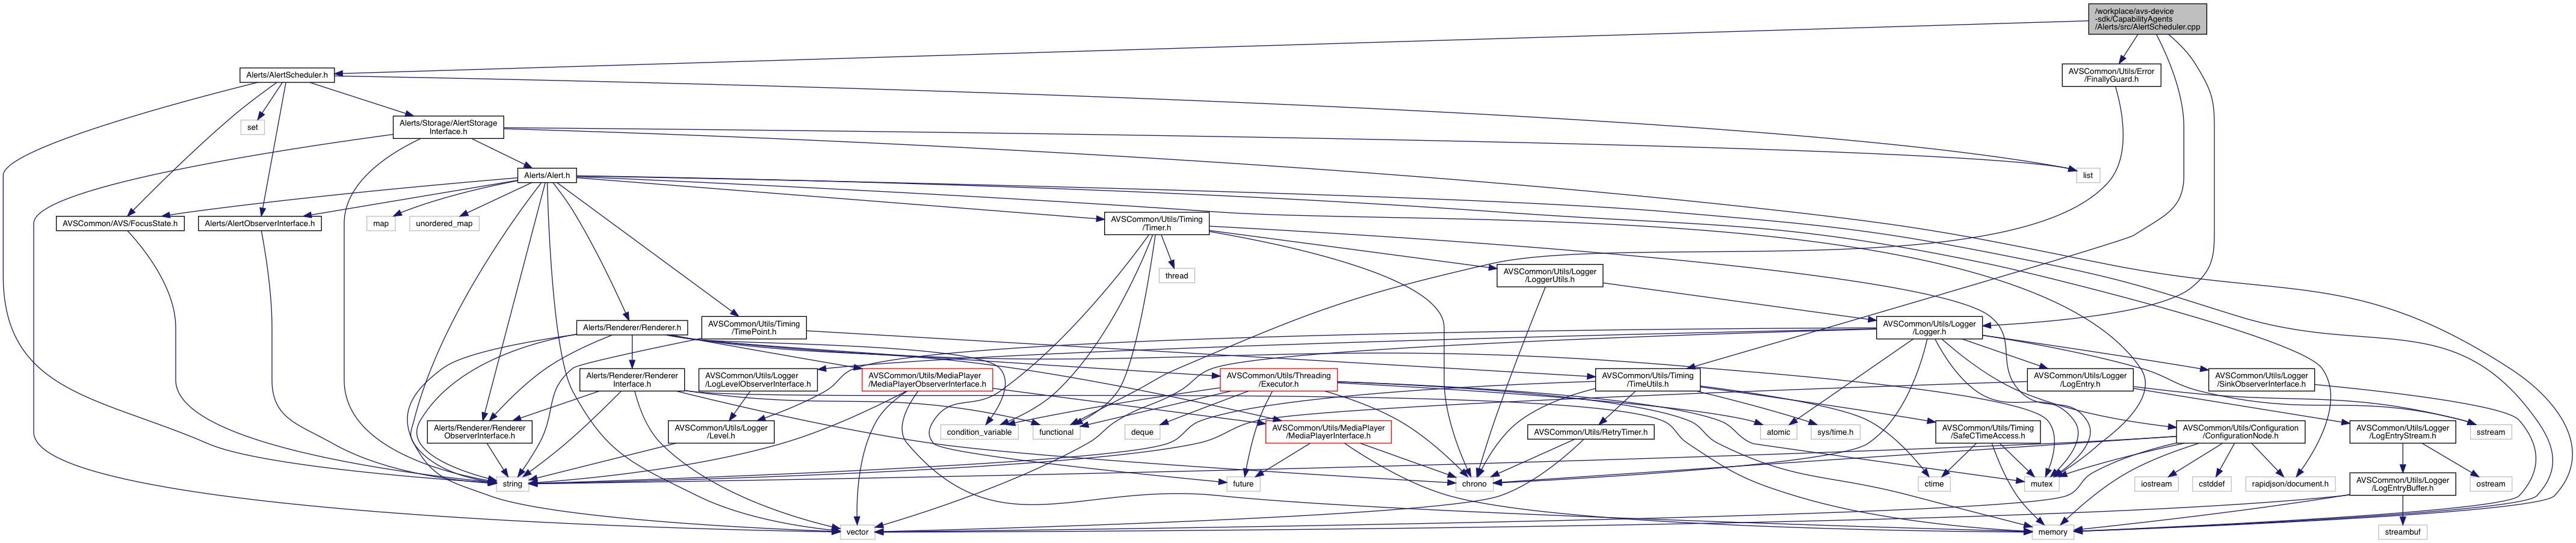 /workplace/avs-device
-sdk/CapabilityAgents
/Alerts/src/AlertScheduler.cpp
Alerts/AlertScheduler.h
AVSCommon/Utils/Error
/FinallyGuard.h
set
Alerts/Storage/AlertStorage
Interface.h
Alerts/Alert.h
list
AVSCommon/AVS/FocusState.h
Alerts/AlertObserverInterface.h
map
unordered_map
AVSCommon/Utils/Timing
/Timer.h
thread
AVSCommon/Utils/Logger
/LoggerUtils.h
Alerts/Renderer/Renderer.h
AVSCommon/Utils/Timing
/TimePoint.h
AVSCommon/Utils/Logger
/Logger.h
Alerts/Renderer/Renderer
Interface.h
AVSCommon/Utils/Logger
/LogLevelObserverInterface.h
AVSCommon/Utils/MediaPlayer
/MediaPlayerObserverInterface.h
AVSCommon/Utils/Threading
/Executor.h
AVSCommon/Utils/Timing
/TimeUtils.h
AVSCommon/Utils/Logger
/LogEntry.h
AVSCommon/Utils/Logger
/SinkObserverInterface.h
Alerts/Renderer/Renderer
ObserverInterface.h
AVSCommon/Utils/Logger
/Level.h
condition_variable
functional
deque
AVSCommon/Utils/MediaPlayer
/MediaPlayerInterface.h
AVSCommon/Utils/RetryTimer.h
atomic
sys/time.h
AVSCommon/Utils/Timing
/SafeCTimeAccess.h
AVSCommon/Utils/Configuration
/ConfigurationNode.h
AVSCommon/Utils/Logger
/LogEntryStream.h
sstream
string
future
chrono
ctime
mutex
iostream
cstddef
rapidjson/document.h
AVSCommon/Utils/Logger
/LogEntryBuffer.h
ostream
vector
memory
streambuf